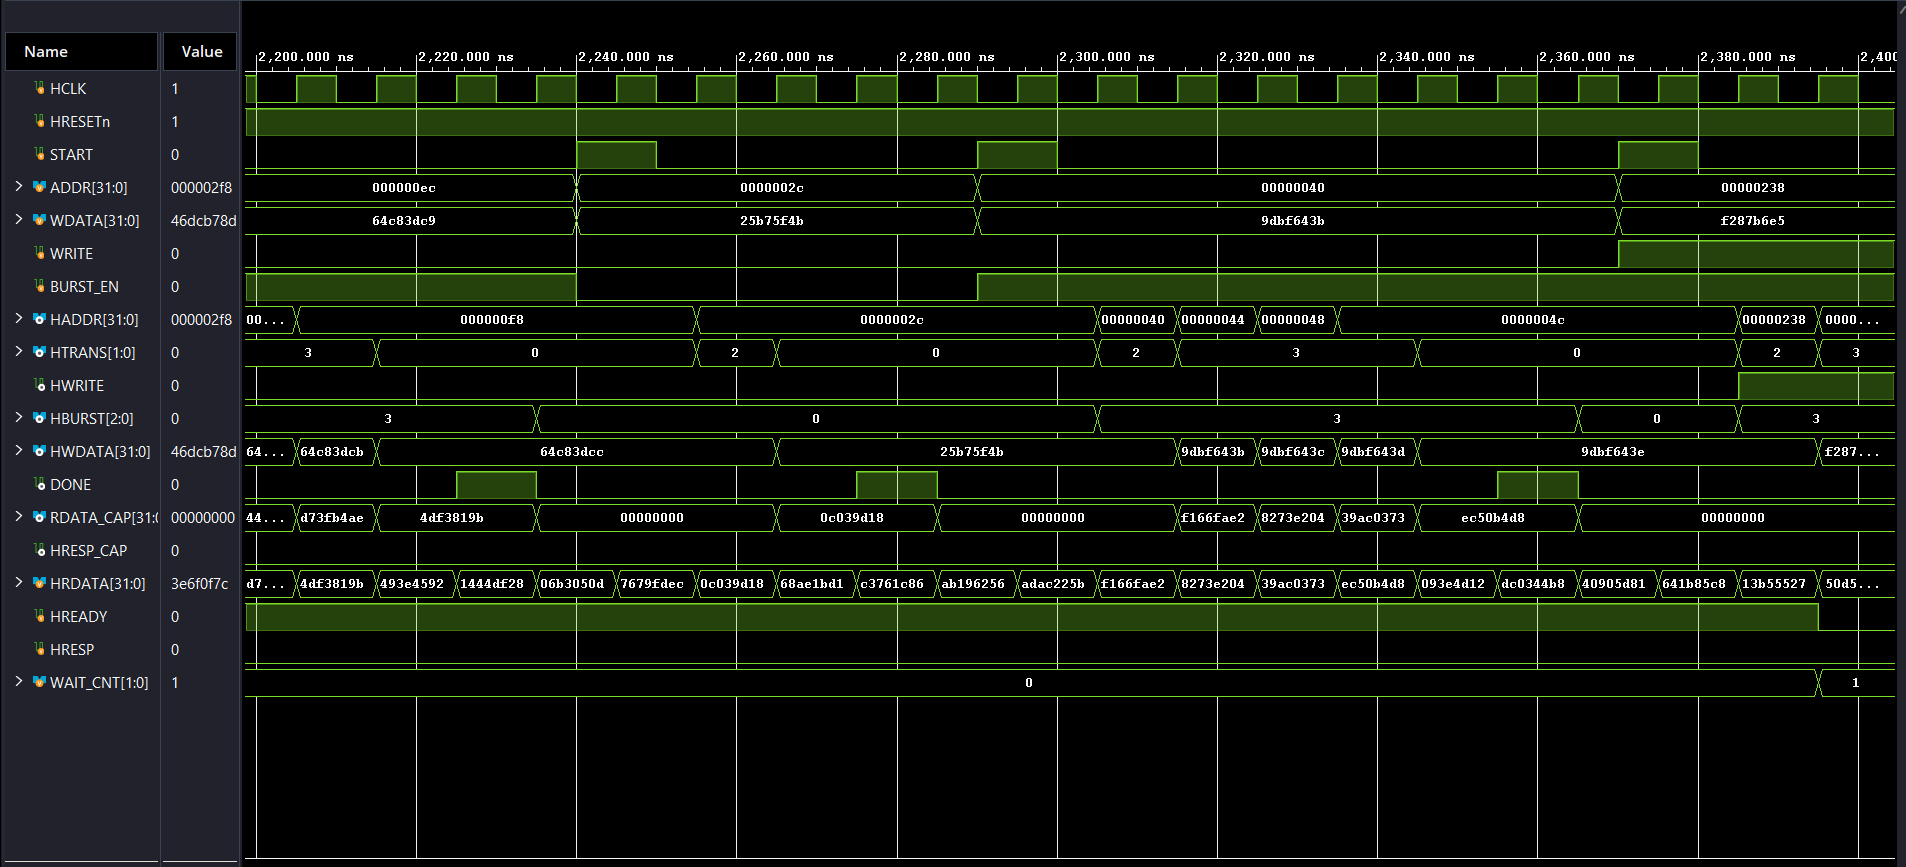 Name Value
2,200.000 ns 2,220.000 ns 2,240.000 ns 2,260.000 ns 2,280.000 ns 2,300.000 ns 2,320.000 ns 2,340.000 ns 2,360.000 ns 2,380.000 ns 2,400
HCLK 1
HRESETn 1
START 0
ADDR[31:0] 000002f8 000000ec 0000002c 00000040 00000238
WDATA[31:0] 46dcb78d 64c83dc9 25b75f4b 9dbf643b f287b6e5
WRITE 0
BURST_EN 0
HADDR[31:0] 000002f8 00... 000000f8 0000002c 00000040 00000044 00000048 0000004c 00000238 0000...
HTRANS[1:0] 0 3 0 2 0 2 3 0 2 3
HWRITE 0
HBURST[2:0] 0 3 0 3 0 3
HWDATA[31:0] 46dcb78d 64... 64c83dcb 64c83dcc 25b75f4b 9dbf643b 9dbf643c 9dbf643d 9dbf643e f287...
DONE 0
RDATA_CAP[31:0 00000000 44... d73fb4ae 4df3819b 00000000 0c039d18 00000000 f166fae2 8273e204 39ac0373 ec50b4d8 00000000
HRESP_CAP 0
HRDATA[31:0] 3e6f0f7c d7... 4df3819b 493e4592 1444df28 06b3050d 7679fdec 0c039d18 68ae1bd1 c3761c86 ab196256 adac225b f166fae2 8273e204 39ac0373 ec50b4d8 093e4d12 dc0344b8 40905d81 641b85c8 13b55527 50d5...
HREADY 0
HRESP 0
WAIT_CNT[1:0] 1 0 1